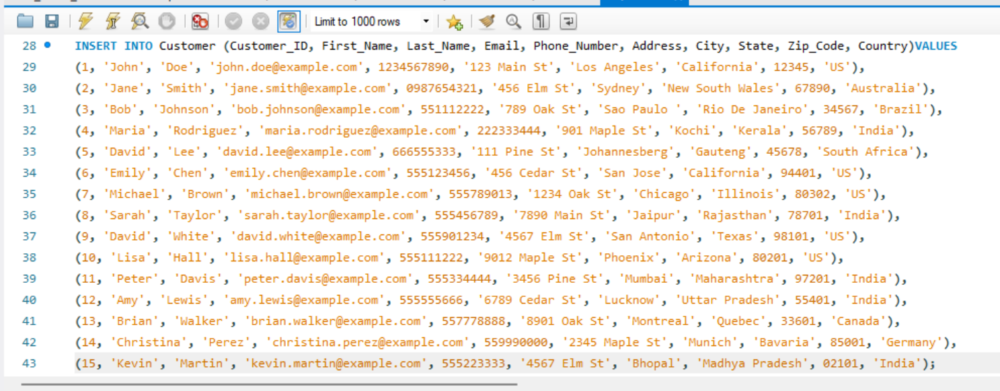 Limit to 1000 rows
28 INSERT INTO Customer (Customer_ID, First_Name, Last_Name, Email, Phone_Number, Address, City, State, Zip_Code, Country)VALUES
29 (1, 'John', 'Doe', 'john.doe@example.com', 1234567890, '123 Main St', 'Los Angeles', 'California', 12345, 'US'),
30 (2, 'Jane', 'Smith', 'jane.smith@example.com', 0987654321, '456 Elm St', 'Sydney', 'New South Wales', 67890, 'Australia'),
31 (3, 'Bob', 'Johnson', 'bob.johnson@example.com', 551112222, '789 Oak St', 'Sao Paulo ', 'Rio De Janeiro', 34567, 'Brazil'),
32 (4, 'Maria', 'Rodriguez', 'maria.rodriguez@example.com', 222333444, '901 Maple St', 'Kochi', 'Kerala', 56789, 'India'),
33 (5, 'David', 'Lee', 'david.lee@example.com', 666555333, '111 Pine St', 'Johannesberg', 'Gauteng', 45678, 'South Africa'),
34 (6, 'Emily', 'Chen', 'emily.chen@example.com', 555123456, '456 Cedar St', 'San Jose', 'California', 94401, 'US'),
35 (7, 'Michael', 'Brown', 'michael.brown@example.com', 555789013, '1234 Oak St', 'Chicago', 'Illinois', 80302, 'US'),
36 (8, 'Sarah', 'Taylor', 'sarah.taylor@example.com', 555456789, '7890 Main St', 'Jaipur', 'Rajasthan', 78701, 'India'),
37 (9, 'David', 'White', 'david.white@example.com', 555901234, '4567 Elm St', 'San Antonio', 'Texas', 98101, 'US'),
38 (10, 'Lisa', 'Hall', 'lisa.hall@example.com', 555111222, '9012 Maple St', 'Phoenix', 'Arizona', 80201, 'US'),
39 (11, 'Peter', 'Davis', 'peter.davis@example.com', 555334444, '3456 Pine St', 'Mumbai', 'Maharashtra', 97201, 'India'),
40 (12, 'Amy', 'Lewis', 'amy.lewis@example.com', 555555666, '6789 Cedar St', 'Lucknow', 'Uttar Pradesh', 55401, 'India'),
41 (13, 'Brian', 'Walker', 'brian.walker@example.com', 557778888, '8901 Oak St', 'Montreal', 'Quebec', 33601, 'Canada'),
42 (14, 'Christina', 'Perez', 'christina.perez@example.com', 559990000, '2345 Maple St', 'Munich', 'Bavaria', 85001, 'Germany'),
43 (15, 'Kevin', 'Martin', 'kevin.martin@example.com', 555223333, '4567 Elm St', 'Bhopal', 'Madhya Pradesh', 02101, 'India');